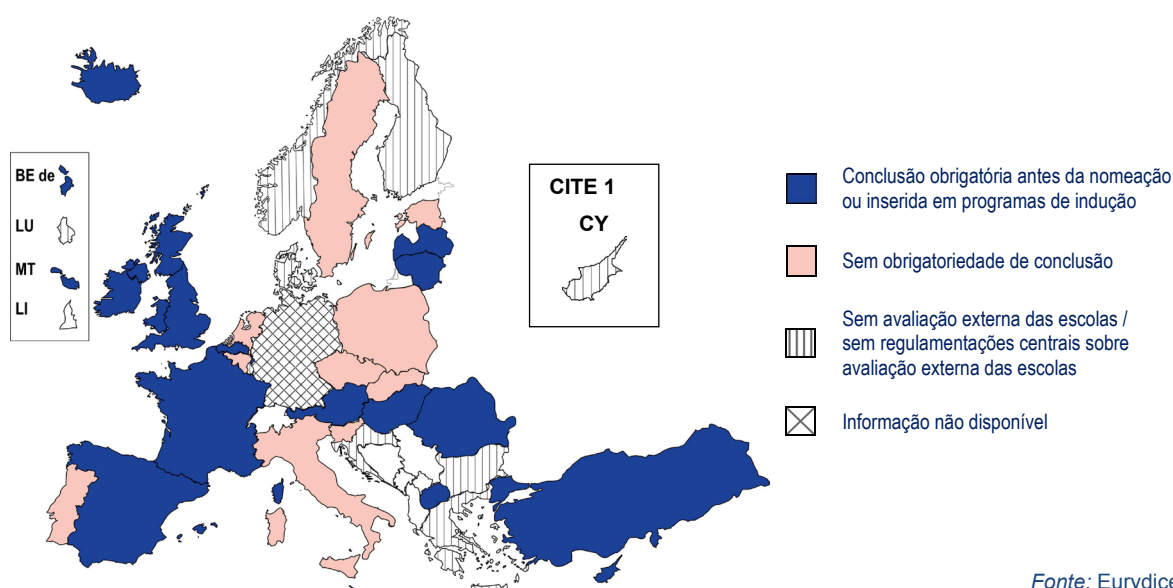 BE de
LU
MT
LI
CITE 1
CY
Conclusão obrigatória antes da nomeação
ou inserida em programas de indução
Sem obrigatoriedade de conclusão
Sem avaliação externa das escolas /
sem regulamentações centrais sobre
avaliação externa das escolas
Informação não disponível
Fonte: Eurydice